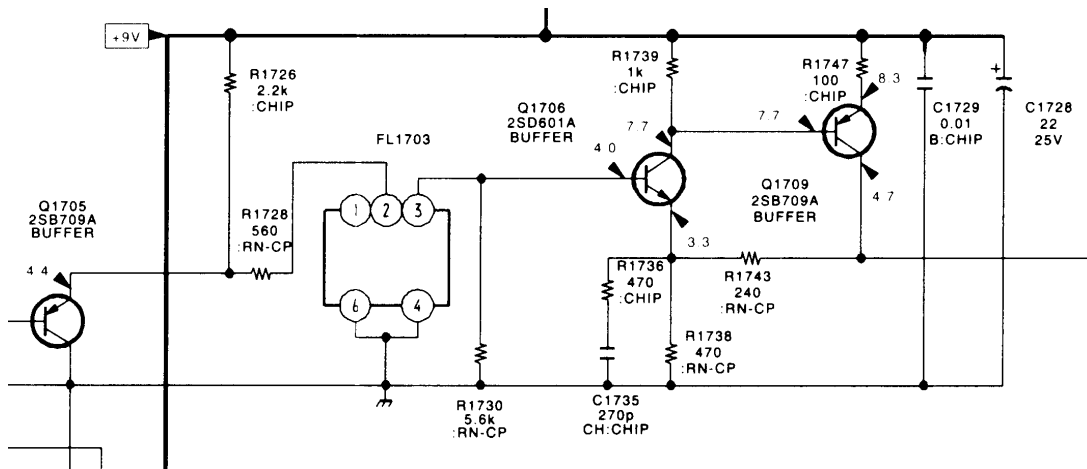 +9V
R1726
2.2k
:CHIP
R1739
1k
:CHIP
R1747
100
:CHIP
8.3
Q1706
2SD601A
BUFFER
7.7
7.7
C1729
0.01
B:CHIP
+
C1728
22
25V
FL1703
4.0
Q1705
2SB709A
BUFFER
R1728
560
:RN-CP
1
2
3
Q1709
2SB709A
BUFFER
4.7
4.4
3.3
R1736
470
:CHIP
R1743
240
:RN-CP
6
4
R1738
470
:RN-CP
R1730
5.6k
:RN-CP
C1735
270p
CH:CHIP